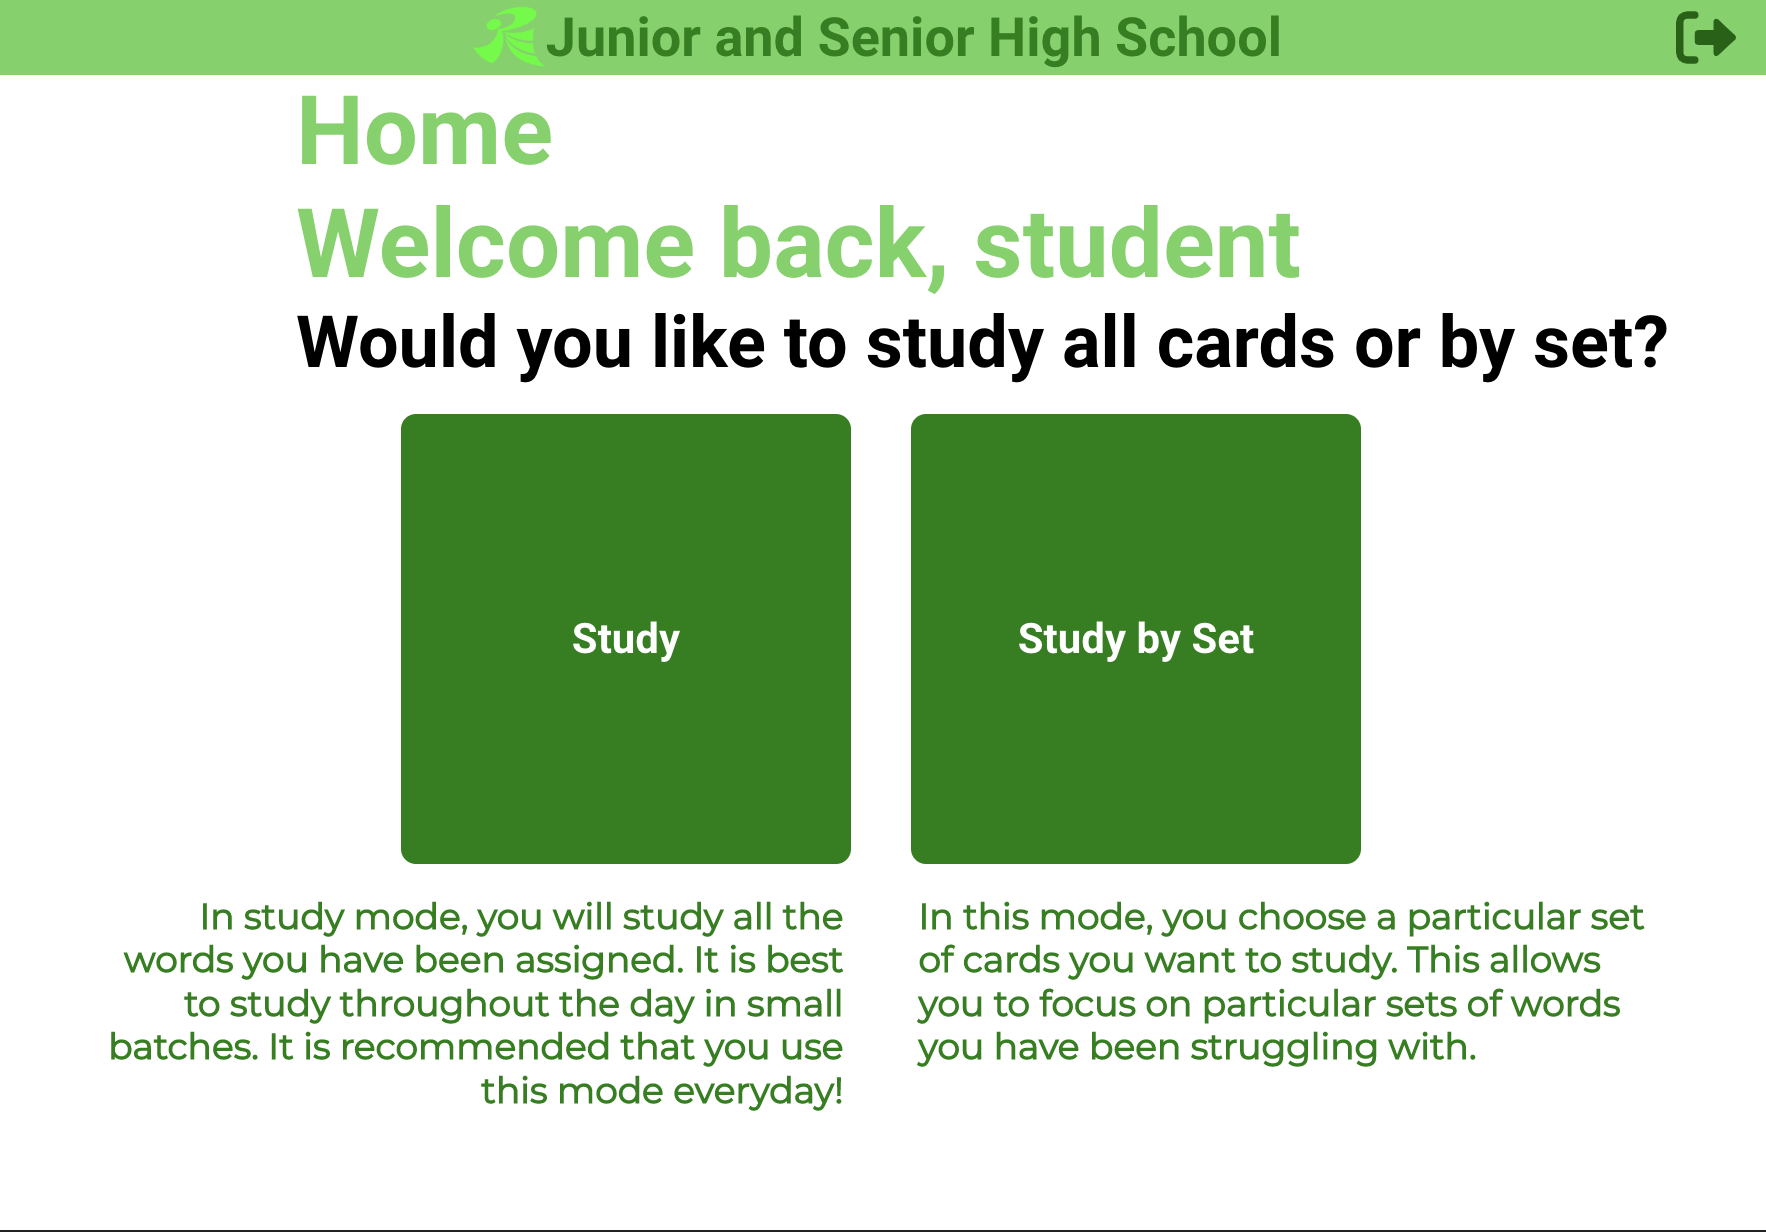 Junior and Senior High School
Home
Welcome back, student
Would you like to study all cards or by set?
Study
Study by Set
In study mode, you will study all the
words you have been assigned. It is best
to study throughout the day in small
batches. It is recommended that you use
this mode everyday!
In this mode, you choose a particular set
of cards you want to study. This allows
you to focus on particular sets of words
you have been struggling with.